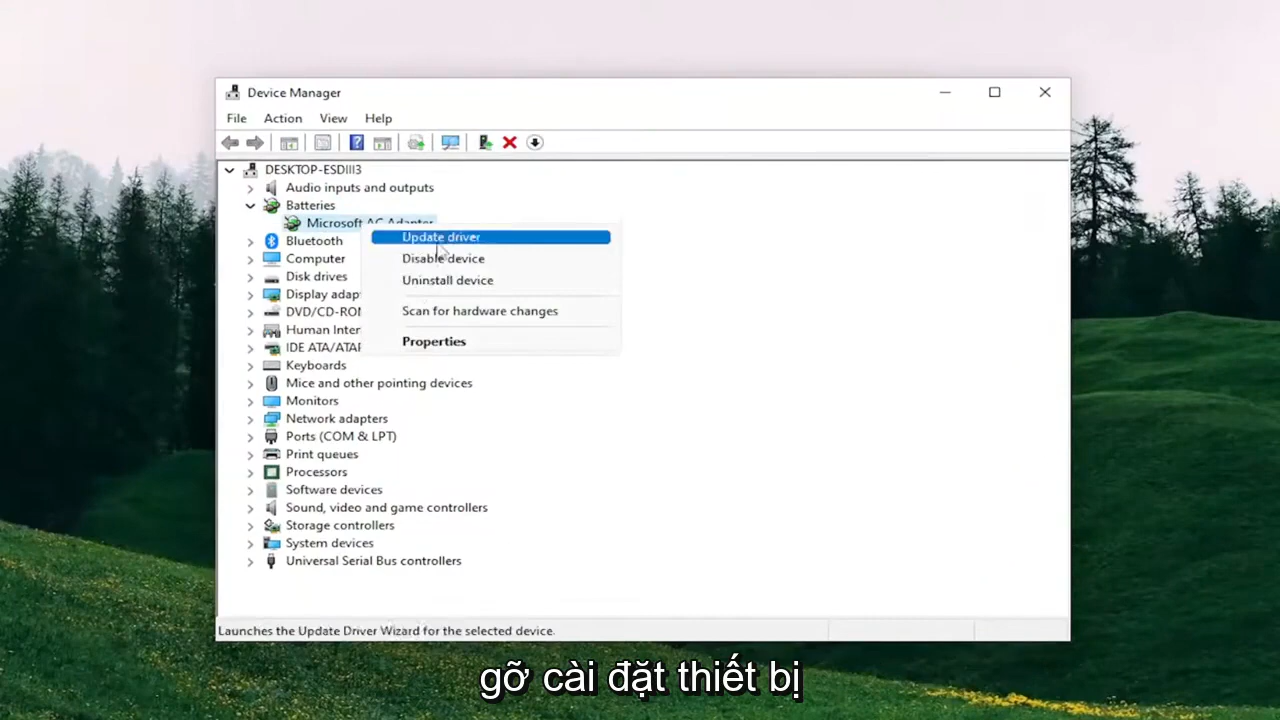 Device Manager
File Action View Help
DESKTOP-ESDIII3
Audio inputs and outputs
Batteries
Microsoft AC Adapter
Update driver
Bluetooth
Disable device
Computer
Disk drives
Uninstall device
Display adap
DVD/CD-RO
Scan for hardware changes
Human Inter
IDE ATA/ATAP
Properties
Keyboards
Mice and other pointing devices
Monitors
Network adapters
Ports (COM & LPT)
Print queues
Processors
Software devices
Sound, video and game controllers
Storage controllers
System devices
Universal Serial Bus controllers
Launches the Update Driver Wizard for the selected device.
gỡ cài đặt thiết bị